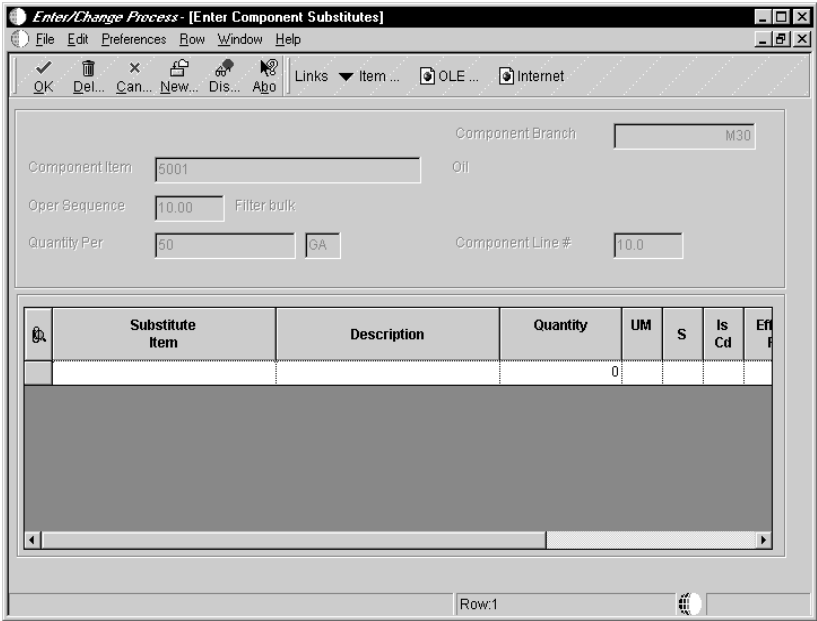 Enter/Change Process - [Enter Component Substitutes]
File Edit Preferences Row Window Help
OK Del... Can... New... Dis... Abo Links Item ... OLE ... Internet
Component Branch M30
Component Item 5001 Oil
Oper Sequence 10.00 Filter bulk
Quantity Per 50 GA Component Line # 10.0
Substitute Item Description Quantity UM S Is Cd Eff F
0
Row:1